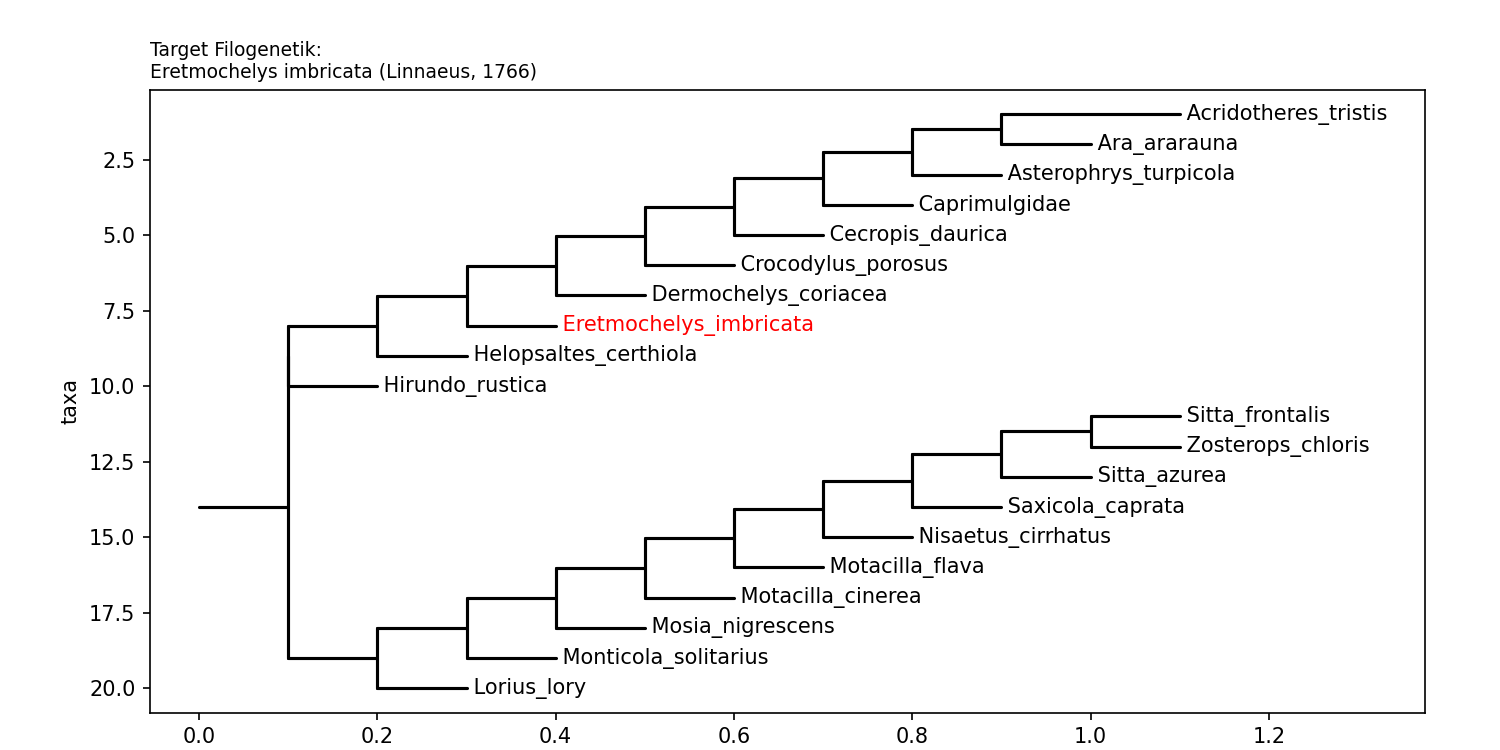 Target Filogenetik:
Eretmochelys imbricata (Linnaeus, 1766)
Acridotheres_tristis
Ara_ararauna
2.5
Asterophrys_turpicola
Caprimulgidae
5.0
Cecropis_daurica
Crocodylus_porosus
Dermochelys_coriacea
7.5
Eretmochelys_imbricata
Helopsaltes_certhiola
10.0
Hirundo_rustica
taxa
Sitta_frontalis
Zosterops_chloris
12.5
Sitta_azurea
Saxicola_caprata
15.0
Nisaetus_cirrhatus
Motacilla_flava
Motacilla_cinerea
17.5
Mosia_nigrescens
Monticola_solitarius
20.0
Lorius_lory
0.0 0.2 0.4 0.6 0.8 1.0 1.2